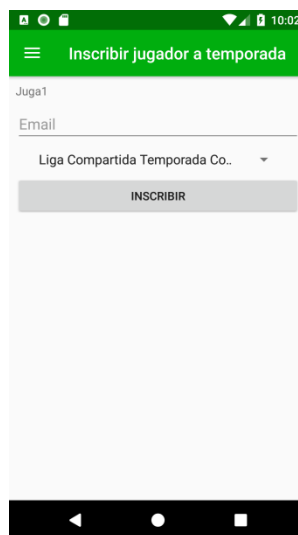 10:02
Inscribir jugador a temporada
Juga1
Email
Liga Compartida Temporada Co..
INSCRIBIR